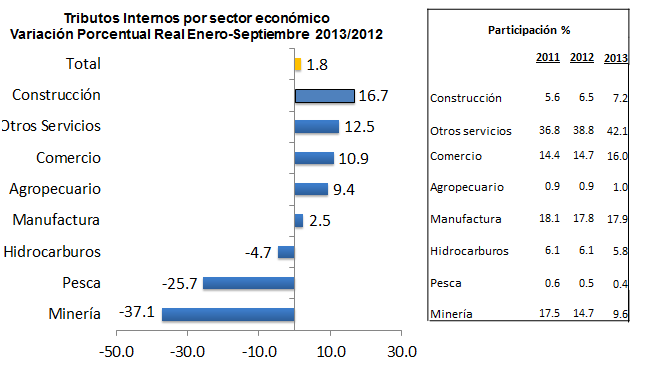 Tributos Internos por sector económico
Variación Porcentual Real Enero-Septiembre 2013/2012
Total 1.8
Construcción 16.7
Otros Servicios 12.5
Comercio 10.9
Agropecuario 9.4
Manufactura 2.5
Hidrocarburos -4.7
Pesca -25.7
Minería -37.1
-50.0 -30.0 -10.0 10.0 30.0
Participación %
2011 2012 2013
Construcción 5.6 6.5 7.2
Otros servicios 36.8 38.8 42.1
Comercio 14.4 14.7 16.0
Agropecuario 0.9 0.9 1.0
Manufactura 18.1 17.8 17.9
Hidrocarburos 6.1 6.1 5.8
Pesca 0.6 0.5 0.4
Minería 17.5 14.7 9.6